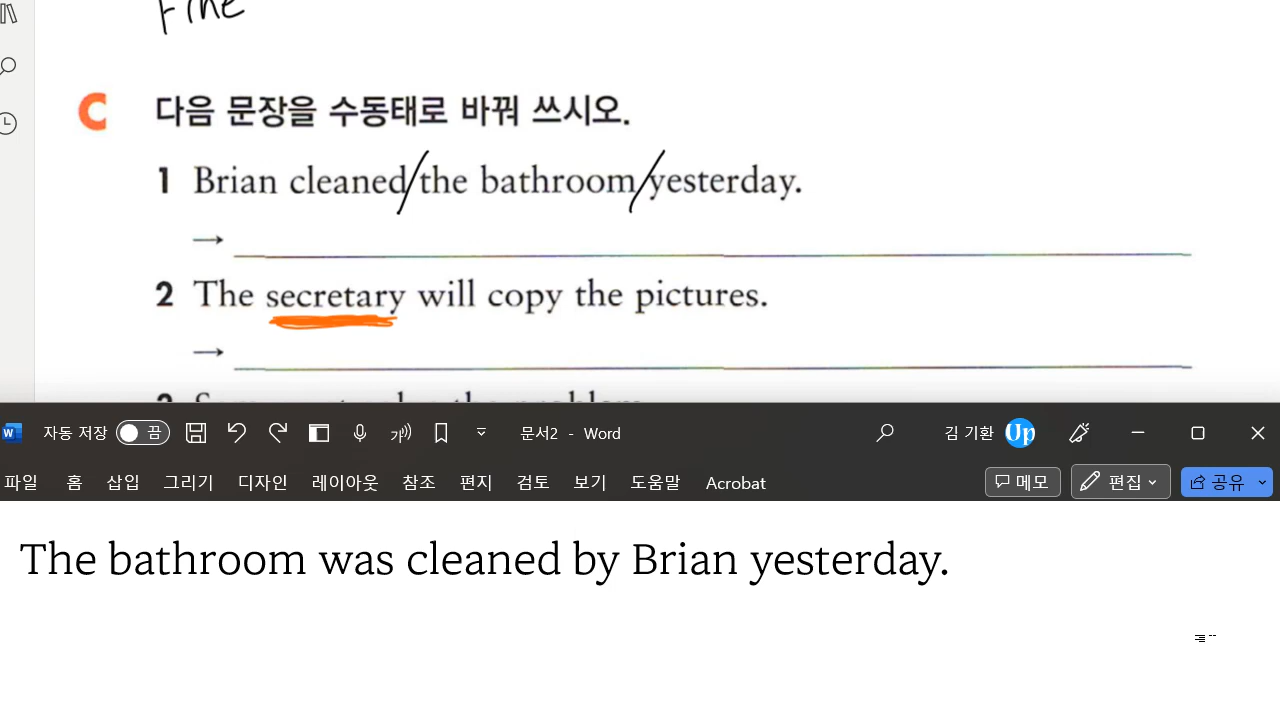 Fine
C 다음 문장을 수동태로 바꿔 쓰시오.
1 Brian cleaned/the bathroom/yesterday.
→
2 The secretary will copy the pictures.
→
자동 저장 끔 가)) 문서2 - Word 김 기환 Up
파일 홈 삽입 그리기 디자인 레이아웃 참조 편지 검토 보기 도움말 Acrobat 메모 편집 공유
The bathroom was cleaned by Brian yesterday.